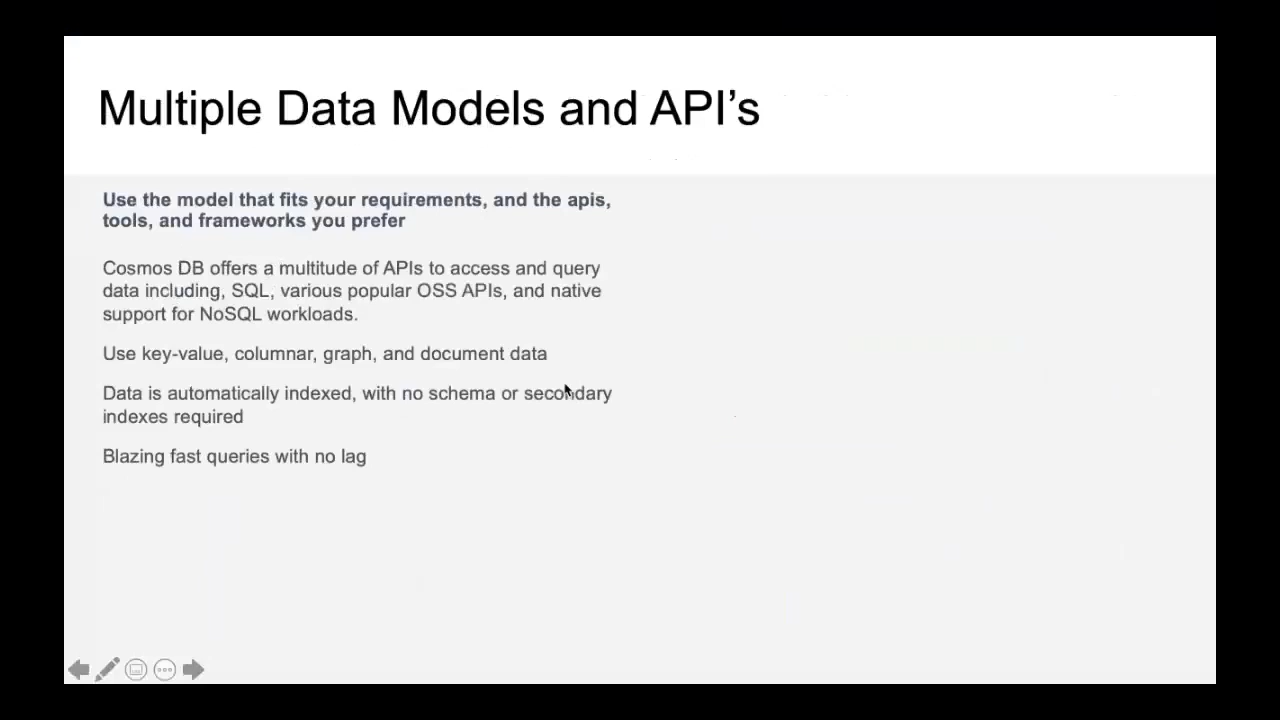 Multiple Data Models and API’s
Use the model that fits your requirements, and the apis,
tools, and frameworks you prefer
Cosmos DB offers a multitude of APIs to access and query
data including, SQL, various popular OSS APIs, and native
support for NoSQL workloads.
Use key-value, columnar, graph, and document data
Data is automatically indexed, with no schema or secondary
indexes required
Blazing fast queries with no lag